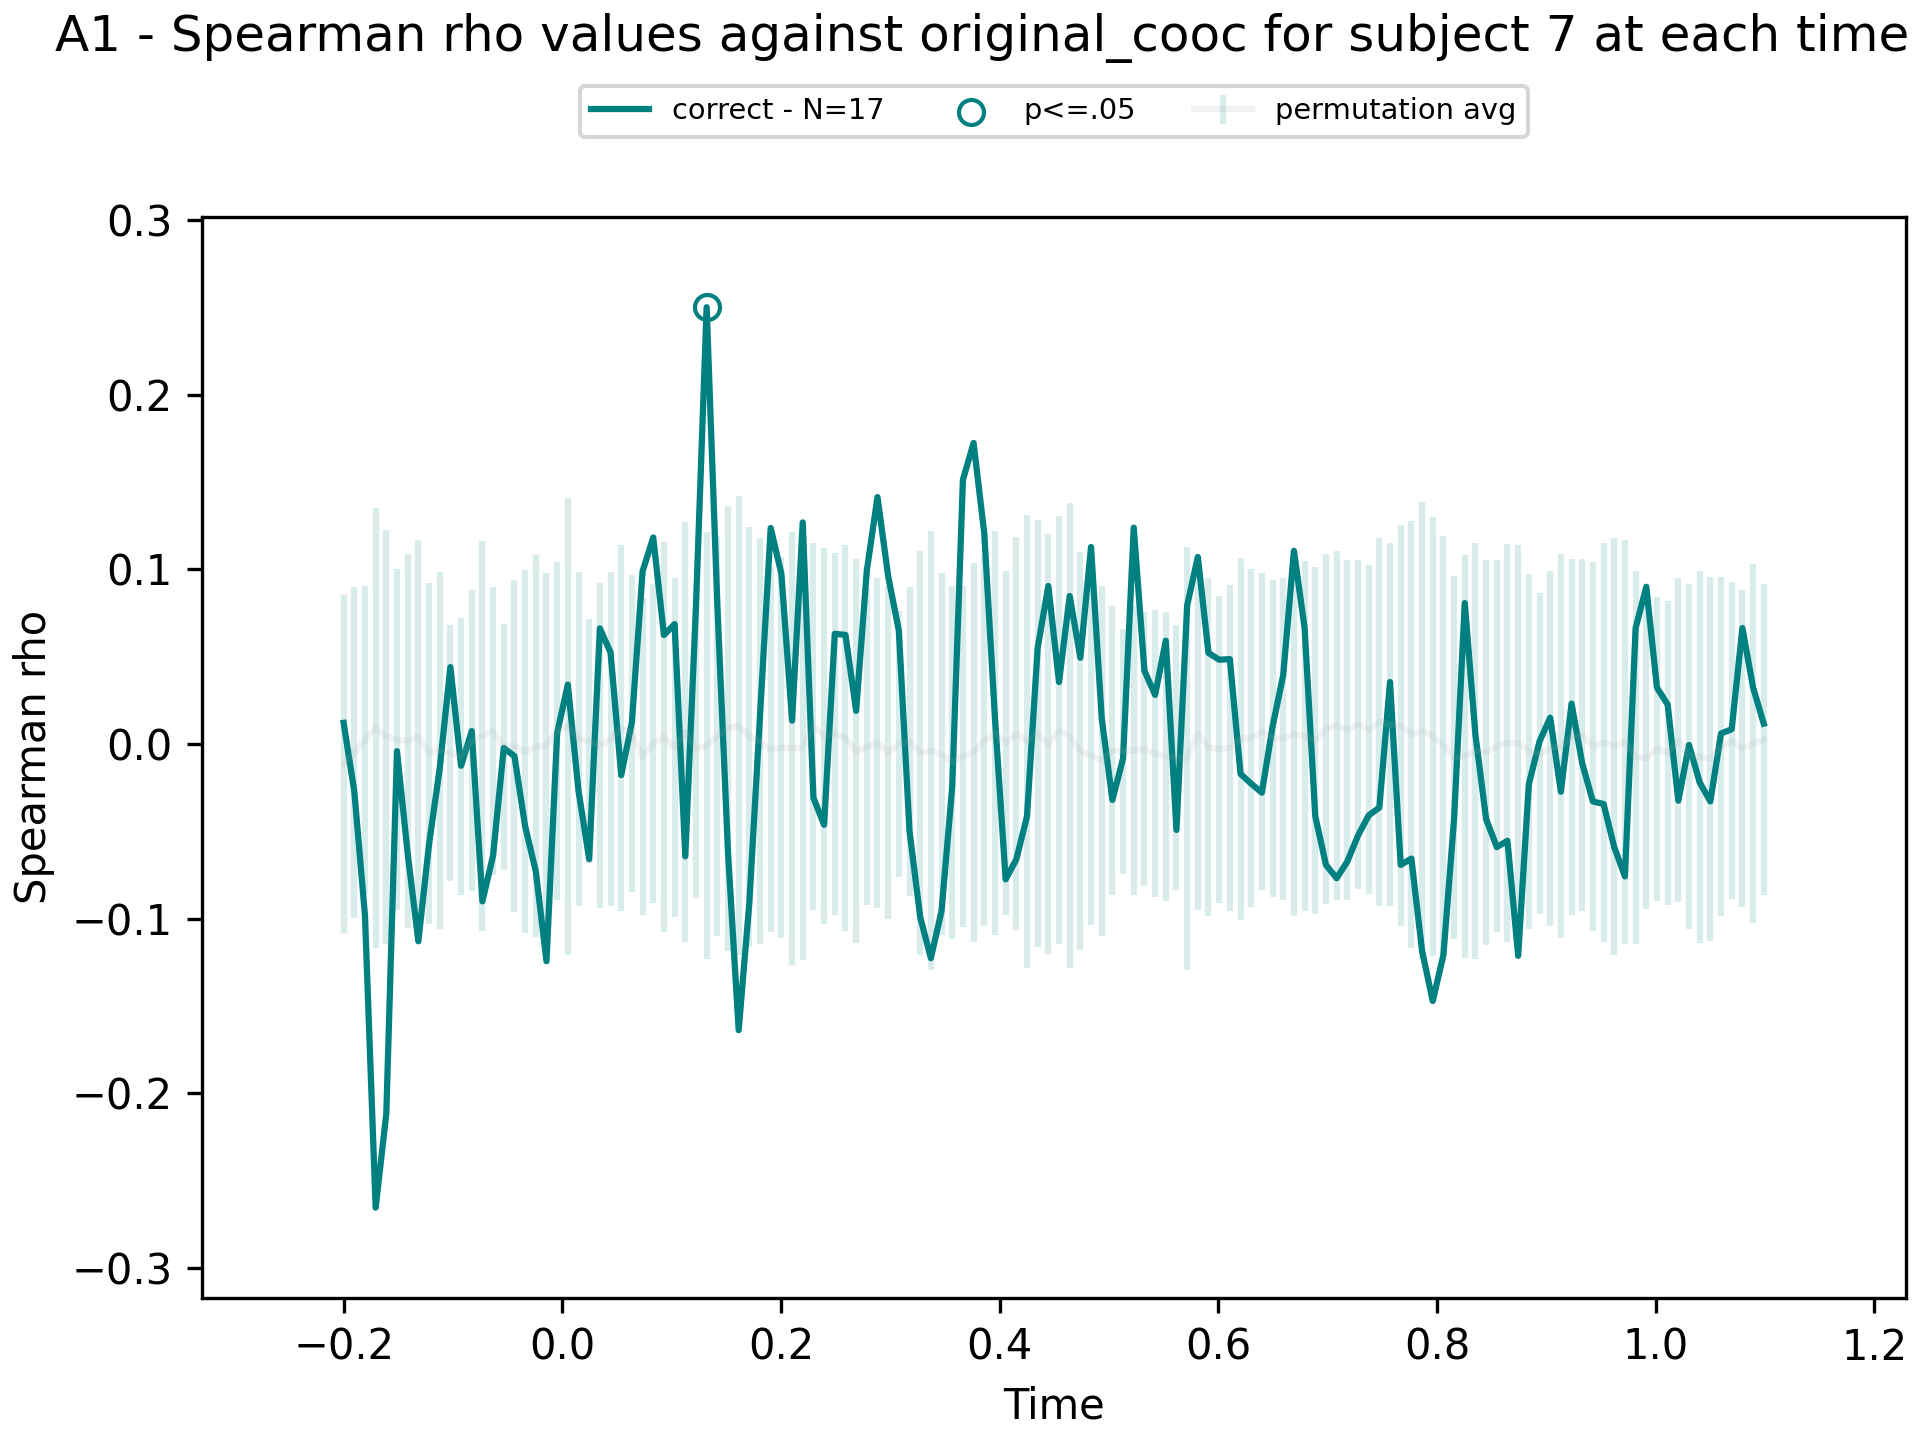 A1 - Spearman rho values against original_cooc for subject 7 at each time
correct - N=17
p<=.05
permutation avg
0.3
0.2
0.1
0.0
−0.1
−0.2
−0.3
Spearman rho
−0.2
0.0
0.2
0.4
0.6
0.8
1.0
1.2
Time